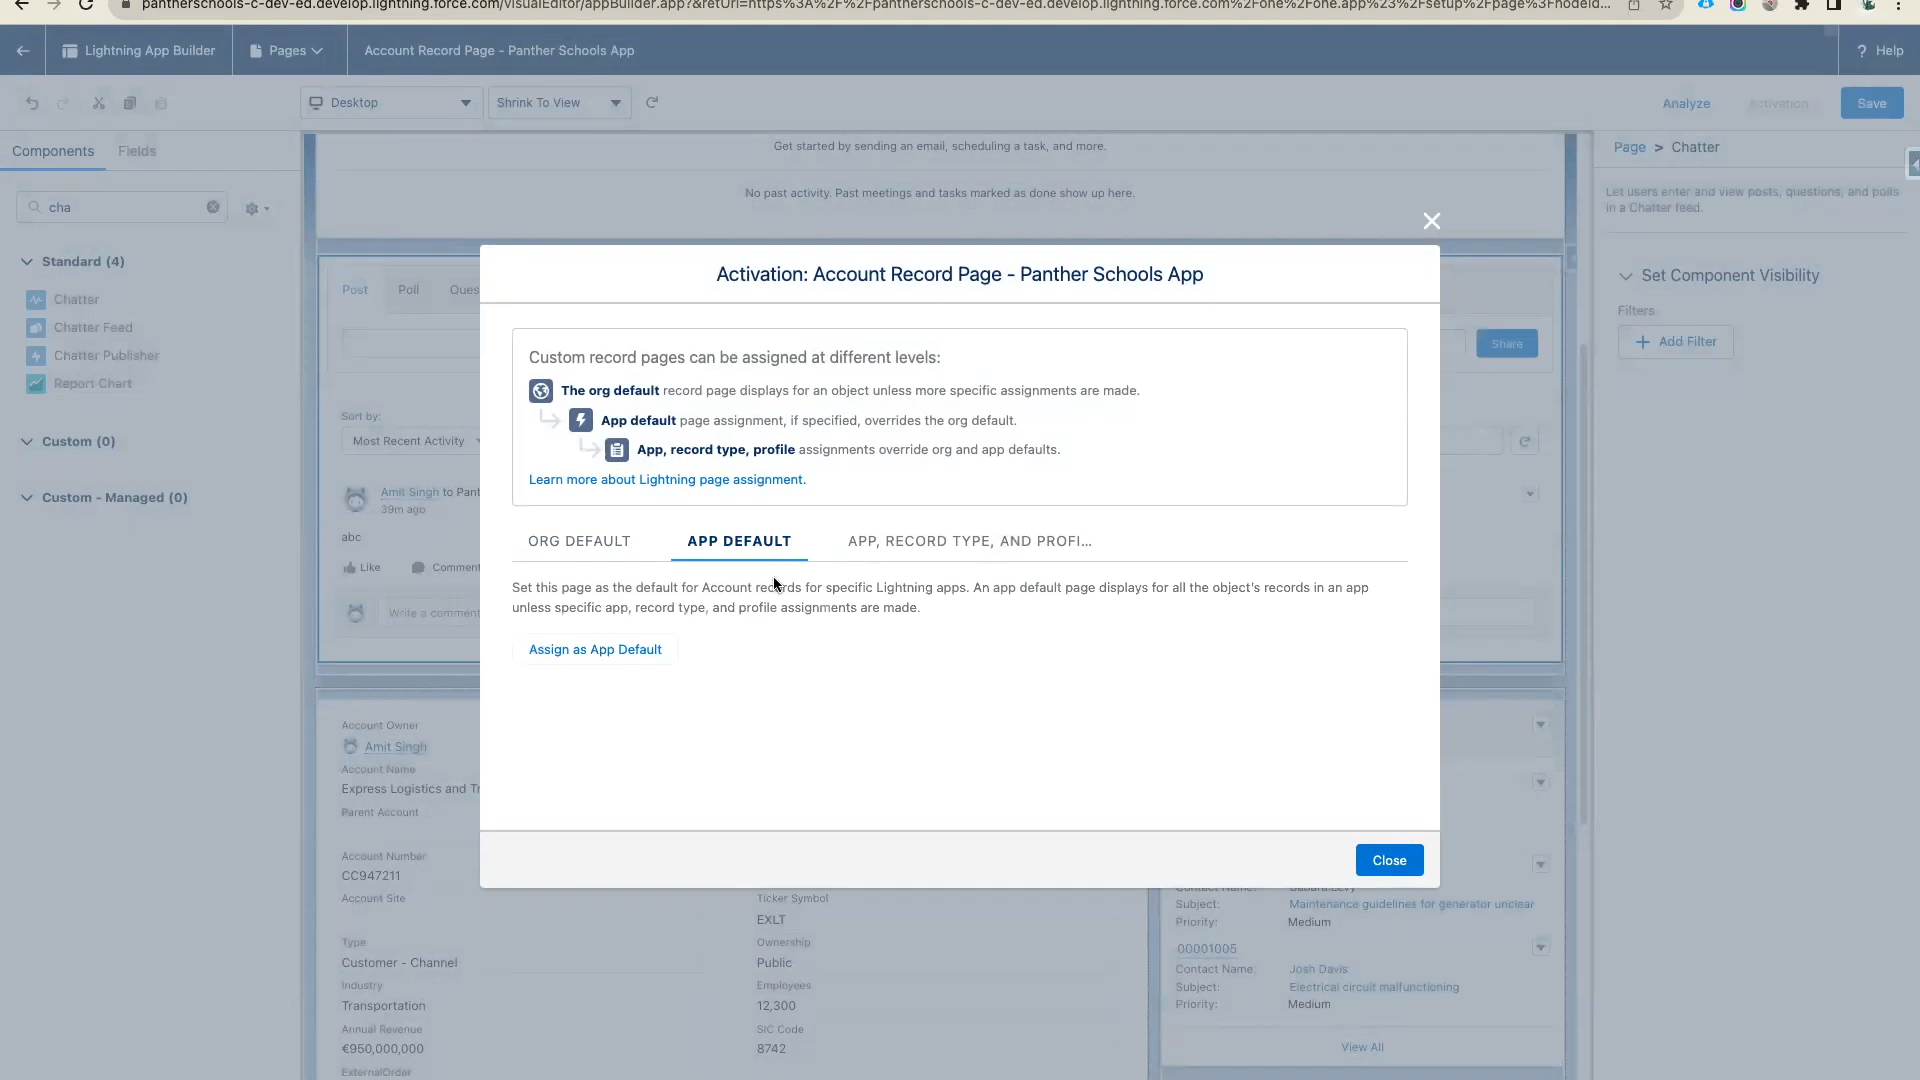 pantherschools-c-dev-ed.develop.lightning.force.com/visualEditor/appBuilder.app?&retUrl=https%3A%2F%2Fpantherschools-c-dev-ed.develop.lightning.force.com%2Fone%2Fone.app%23%2Fsetup%2Fpage%3Fnodeld...
Lightning App Builder
Pages
Account Record Page - Panther Schools App
? Help
Desktop
Shrink To View
Analyze
Activation
Save
Components
Fields
cha
Standard (4)
Chatter
Chatter Feed
Chatter Publisher
Report Chart
Custom (0)
Custom - Managed (0)
Get started by sending an email, scheduling a task, and more.
No past activity. Past meetings and tasks marked as done show up here.
Post
Poll
Ques
Share
Sort by:
Most Recent Activity
Amit Singh to Pant
39m ago
abc
Like
Comment
Write a comment
Account Owner
Amit Singh
Account Name
Express Logistics and Tr
Parent Account
Account Number
CC947211
Account Site
Type
Customer - Channel
Industry
Transportation
Annual Revenue
€950,000,000
ExternalOrder
Ticker Symbol
EXLT
Ownership
Public
Employees
12,300
SIC Code
8742
Activation: Account Record Page - Panther Schools App
Custom record pages can be assigned at different levels:
The org default record page displays for an object unless more specific assignments are made.
App default page assignment, if specified, overrides the org default.
App, record type, profile assignments override org and app defaults.
Learn more about Lightning page assignment.
ORG DEFAULT
APP DEFAULT
APP, RECORD TYPE, AND PROFI...
Set this page as the default for Account records for specific Lightning apps. An app default page displays for all the object's records in an app
unless specific app, record type, and profile assignments are made.
Assign as App Default
Close
Contact Name:
Subject: Maintenance guidelines for generator unclear
Priority: Medium
00001005
Contact Name: Josh Davis
Subject: Electrical circuit malfunctioning
Priority: Medium
View All
Page > Chatter
Let users enter and view posts, questions, and polls
in a Chatter feed.
Set Component Visibility
Filters
Add Filter